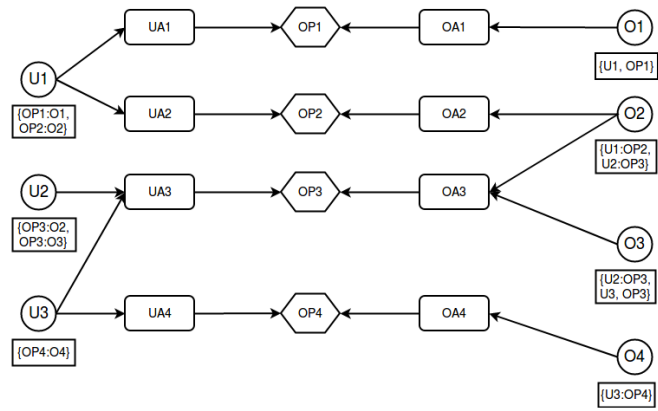 UA1
OP1
OA1
O1
U1
{U1, OP1}
{OP1:O1,
OP2:O2}
UA2
OP2
OA2
O2
{U1:OP2,
U2:OP3}
U2
UA3
OP3
OA3
{OP3:O2,
OP3:O3}
O3
{U2:OP3,
U3, OP3}
U3
UA4
OP4
OA4
{OP4:O4}
O4
{U3:OP4}